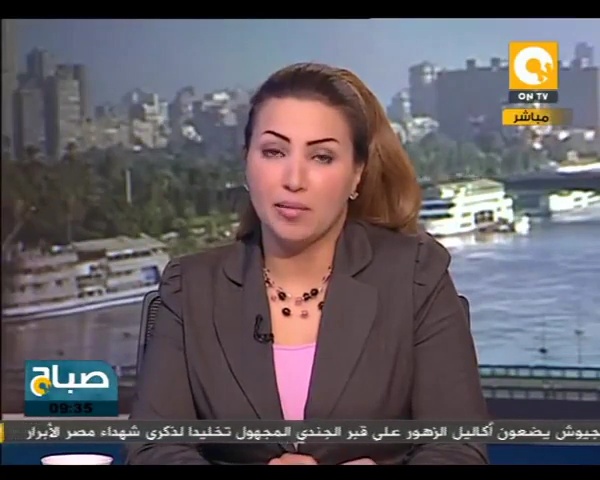 ON TV
مباشر
صباح
09:35
جيوش يضعون أكاليل الزهور على قبر الجندي المجهول تخليدا لذكرى شهداء مصر الأبرار